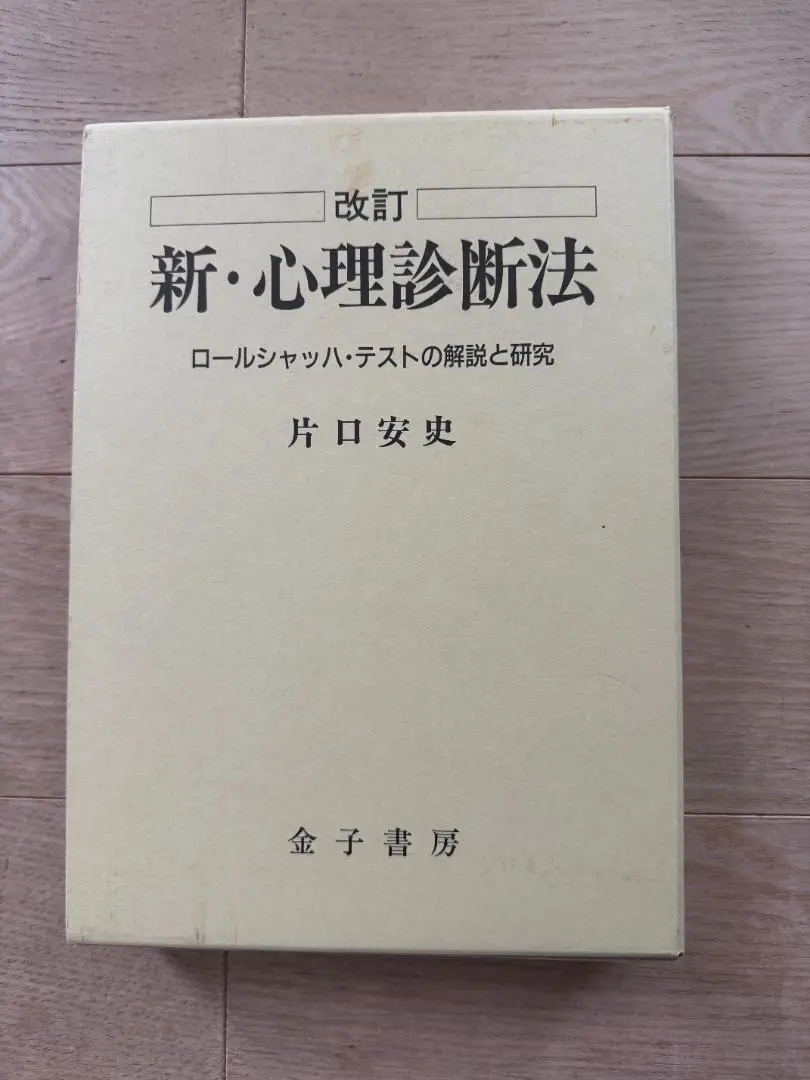 改訂
新・心理診断法
ロールシャッハ・テストの解説と研究
片口安史
金子書房